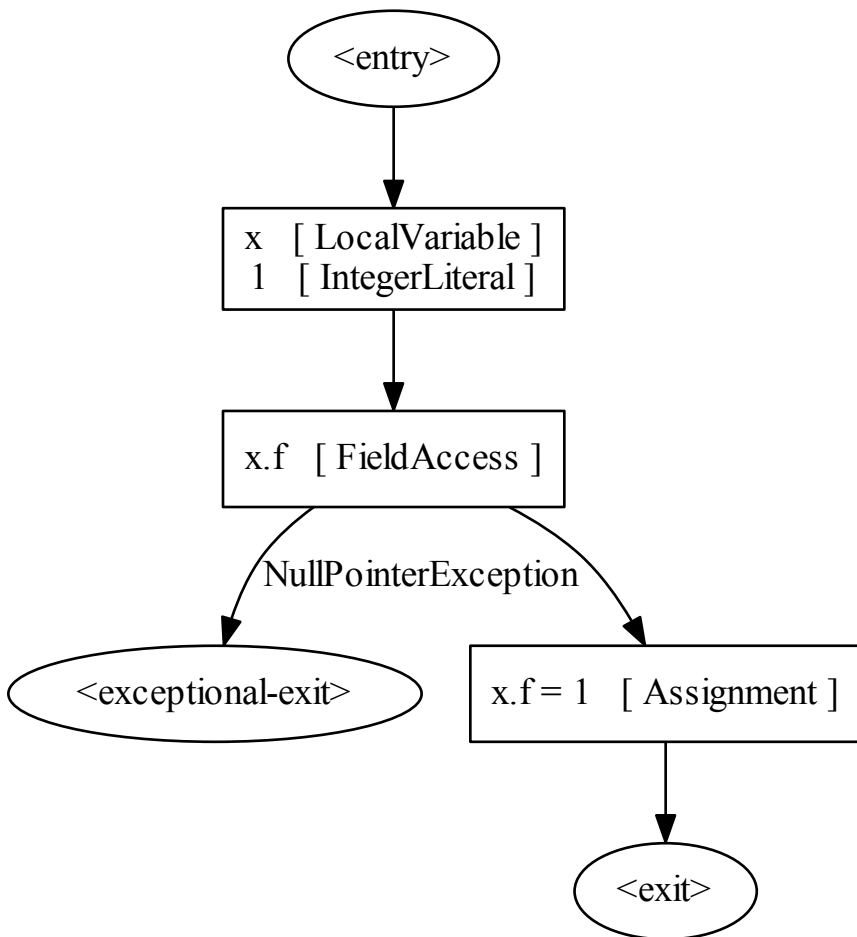 <entry>
x [ LocalVariable ]
1 [ IntegerLiteral ]
x.f [ FieldAccess ]
NullPointerException
<exceptional-exit>
x.f = 1 [ Assignment ]
<exit>